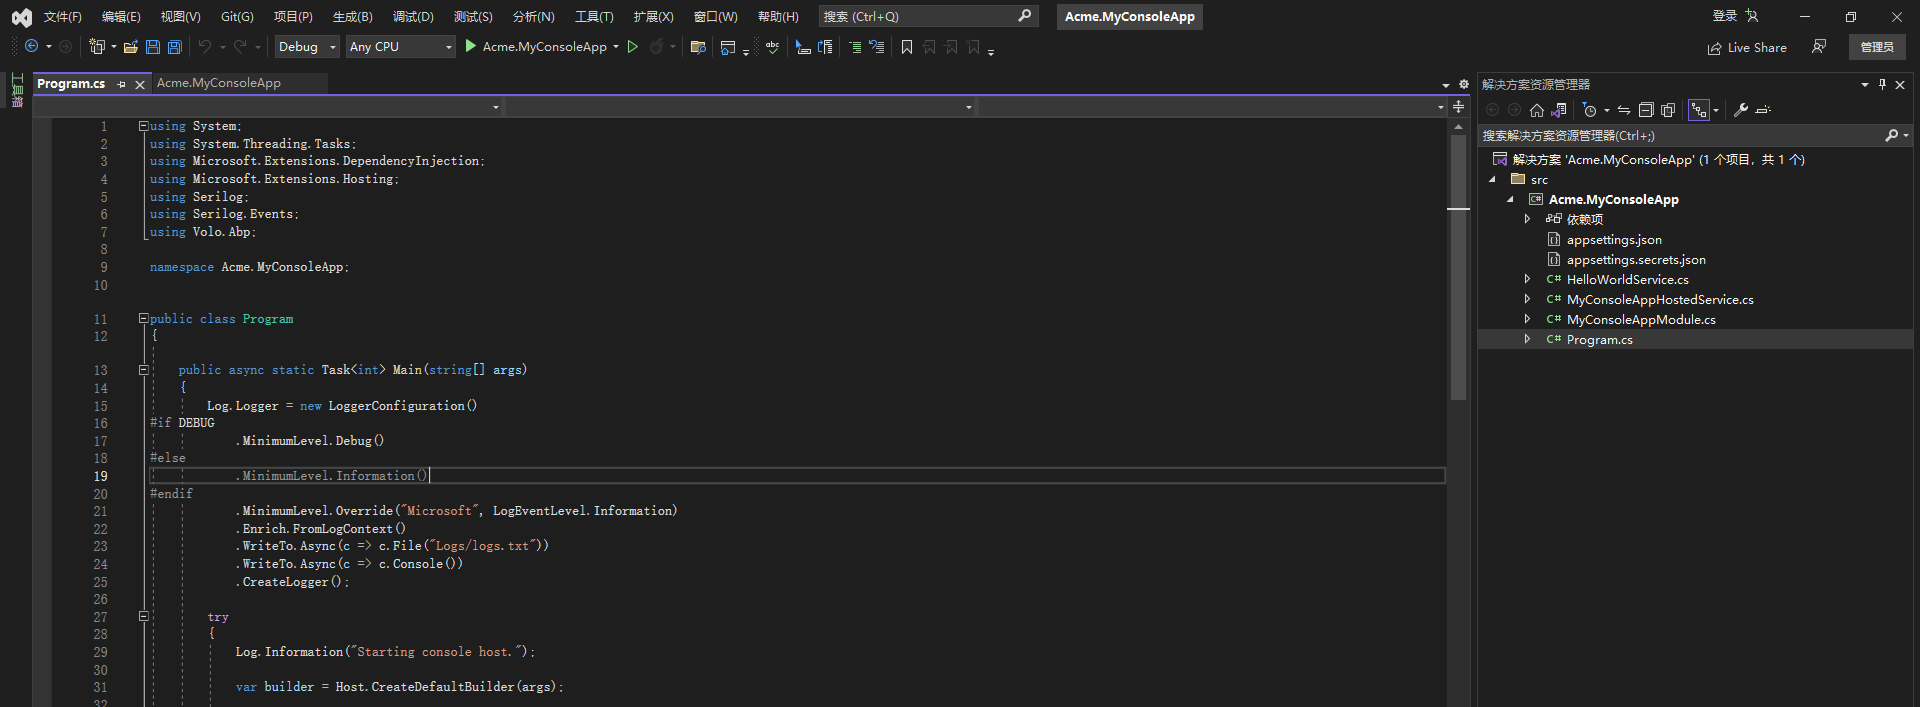 文件(F) 编辑(E) 视图(V) Git(G) 项目(P) 生成(B) 调试(D) 测试(S) 分析(N) 工具(T) 扩展(X) 窗口(W) 帮助(H) 搜索 (Ctrl+Q) Acme.MyConsoleApp 登录
Debug Any CPU Acme.MyConsoleApp Live Share 管理员
工具箱
Program.cs Acme.MyConsoleApp
1 using System;
2 using System.Threading.Tasks;
3 using Microsoft.Extensions.DependencyInjection;
4 using Microsoft.Extensions.Hosting;
5 using Serilog;
6 using Serilog.Events;
7 using Volo.Abp;
8
9 namespace Acme.MyConsoleApp;
10
11 public class Program
12 {
13 public async static Task<int> Main(string[] args)
14 {
15 Log.Logger = new LoggerConfiguration()
16 #if DEBUG
17 .MinimumLevel.Debug()
18 #else
19 .MinimumLevel.Information()
20 #endif
21 .MinimumLevel.Override("Microsoft", LogEventLevel.Information)
22 .Enrich.FromLogContext()
23 .WriteTo.Async(c => c.File("Logs/logs.txt"))
24 .WriteTo.Async(c => c.Console())
25 .CreateLogger();
26
27 try
28 {
29 Log.Information("Starting console host.");
30
31 var builder = Host.CreateDefaultBuilder(args);
32
解决方案资源管理器
搜索解决方案资源管理器(Ctrl+;)
解决方案 'Acme.MyConsoleApp' (1 个项目，共 1 个)
src
C# Acme.MyConsoleApp
依赖项
appsettings.json
appsettings.secrets.json
C# HelloWorldService.cs
C# MyConsoleAppHostedService.cs
C# MyConsoleAppModule.cs
C# Program.cs